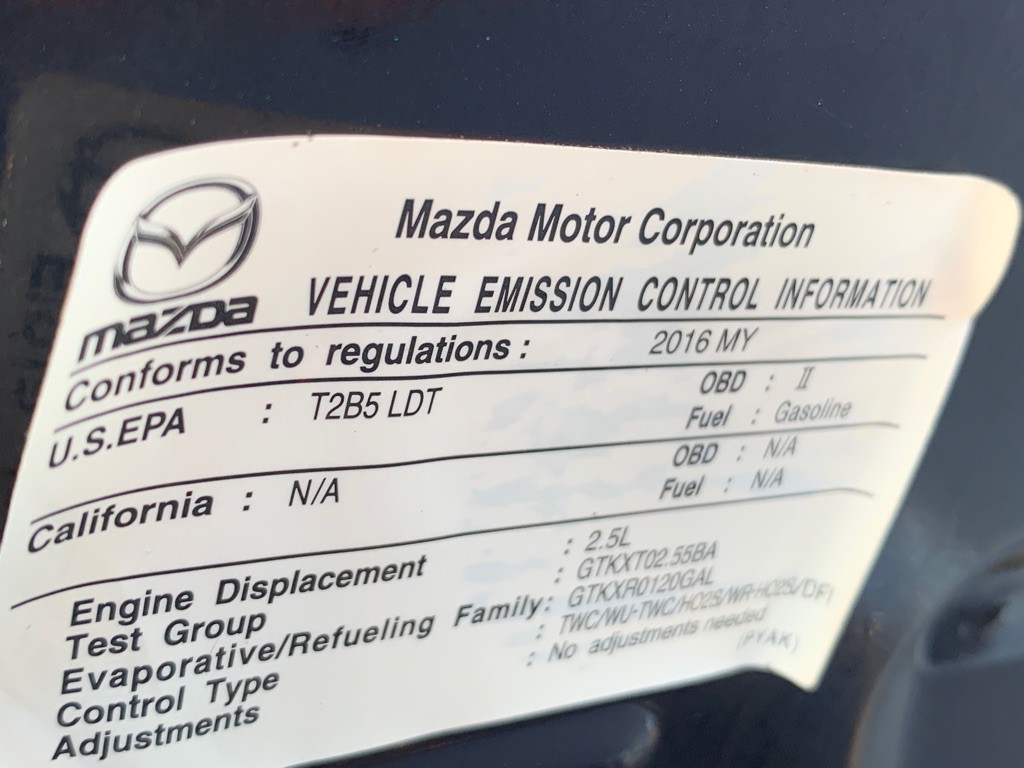 mazda
Mazda Motor Corporation
VEHICLE EMISSION CONTROL INFORMATION
Conforms to regulations : 2016 MY
U.S.EPA : T2B5 LDT OBD : II
Fuel : Gasoline
California : N/A OBD : N/A
Fuel : N/A
Engine Displacement : 2.5L
Test Group : GTKXT02.55BA
Evaporative/Refueling Family: GTKXR0120GAL
Control Type : TWC/WU-TWC/HO2S/WR-HO2S/DFI
Adjustments : No adjustments needed
(PYAK)